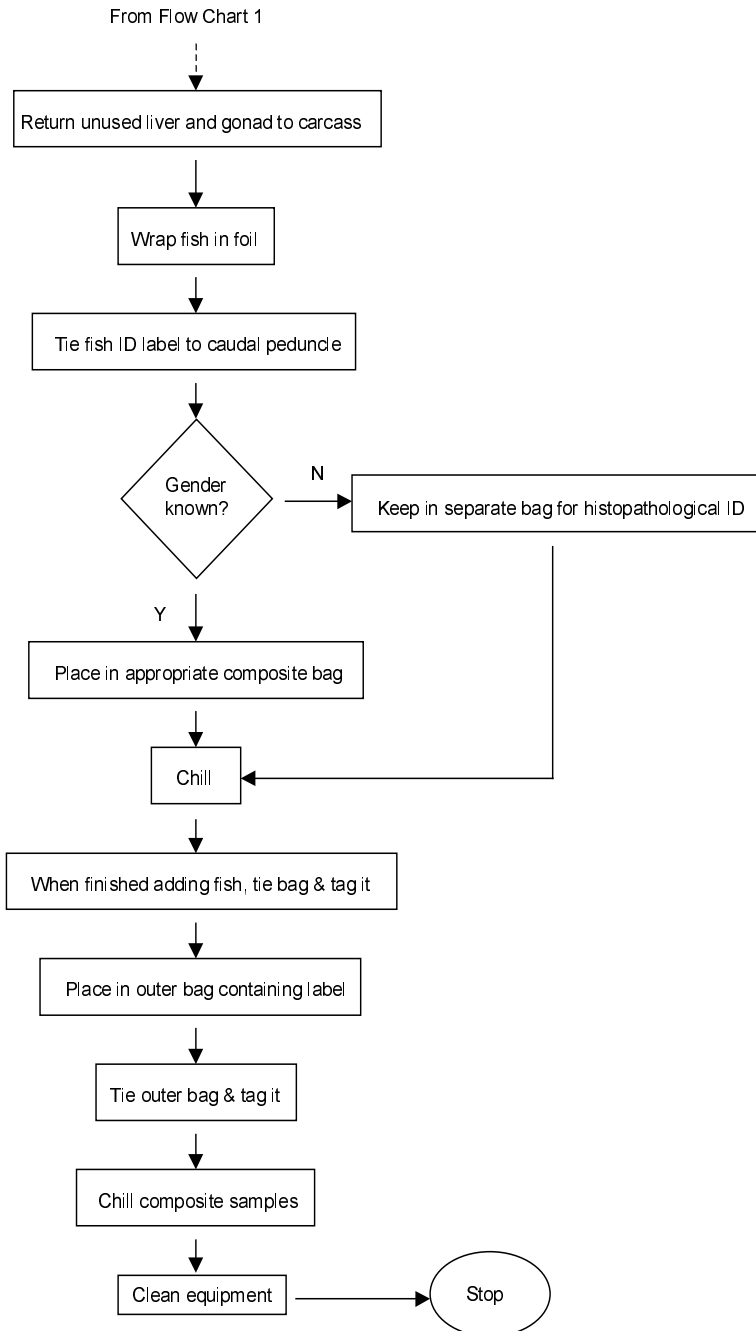 From Flow Chart 1
Return unused liver and gonad to carcass
Wrap fish in foil
Tie fish ID label to caudal peduncle
Gender
known?
N
Keep in separate bag for histopathological ID
Y
Place in appropriate composite bag
Chill
When finished adding fish, tie bag & tag it
Place in outer bag containing label
Tie outer bag & tag it
Chill composite samples
Clean equipment
Stop